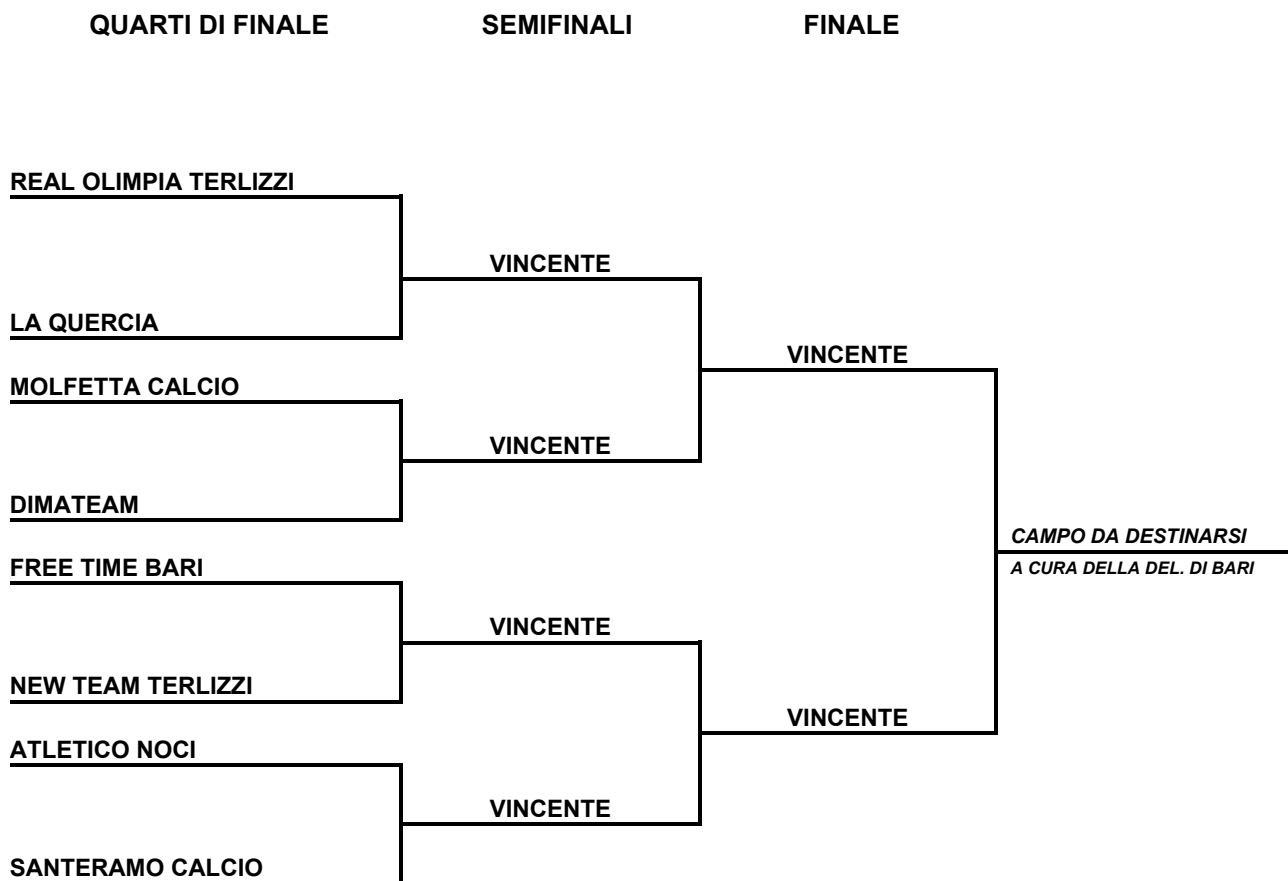 QUARTI DI FINALE SEMIFINALI FINALE
REAL OLIMPIA TERLIZZI
VINCENTE
LA QUERCIA
VINCENTE
MOLFETTA CALCIO
VINCENTE
DIMATEAM
CAMPO DA DESTINARSI
FREE TIME BARI
A CURA DELLA DEL. DI BARI
VINCENTE
NEW TEAM TERLIZZI
VINCENTE
ATLETICO NOCI
VINCENTE
SANTERAMO CALCIO